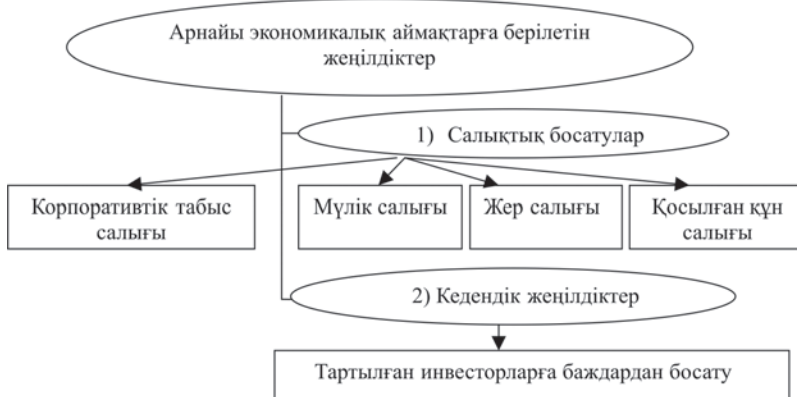 Арнайы экономикалық аймақтарға берілетін
жеңілдіктер
1) Салықтық босатулар
Корпоративтік табыс
салығы
Мүлік салығы
Жер салығы
Қосылған құн
салығы
2) Кедендік жеңілдіктер
Тартылған инвесторларға баждардан босату